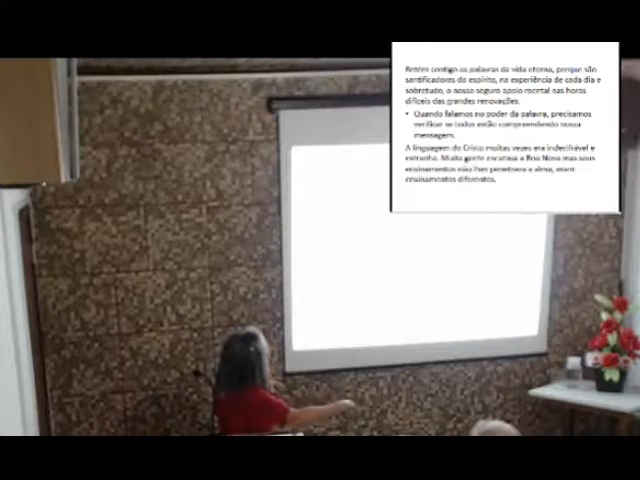 Retém contigo as palavras da vida eterna, porque são
santificadoras do espírito, na experiência de cada dia e
sobretudo, o nosso seguro apoio mental nas horas
difíceis das grandes renovações.
• Quando falamos no poder da palavra, precisamos
verificar se todos estão compreendendo nossa
mensagem.
A linguagem do Cristo muitas vezes era indecifrável e
estranha. Muita gente escutava a Boa Nova mas seus
ensinamentos não lhes penetrava a alma, eram
ensinamentos diferentes.